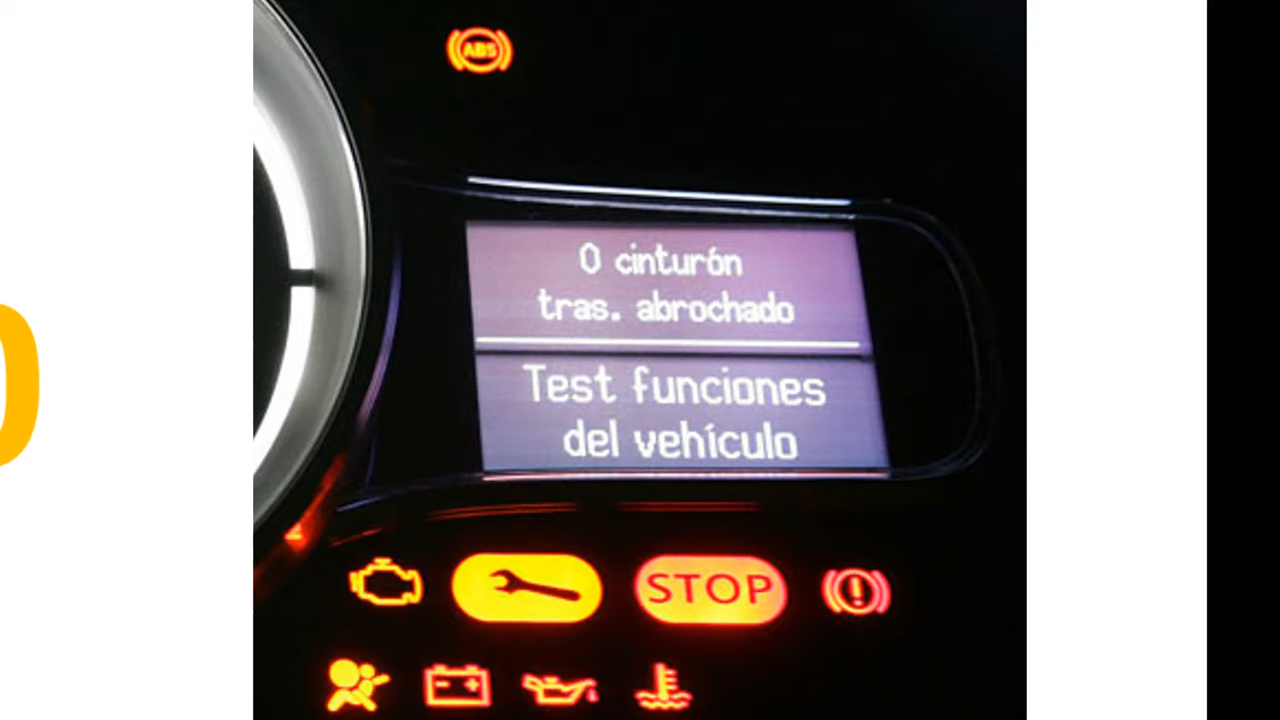 ABS
0 cinturón
tras. abrochado
Test funciones
del vehículo
STOP